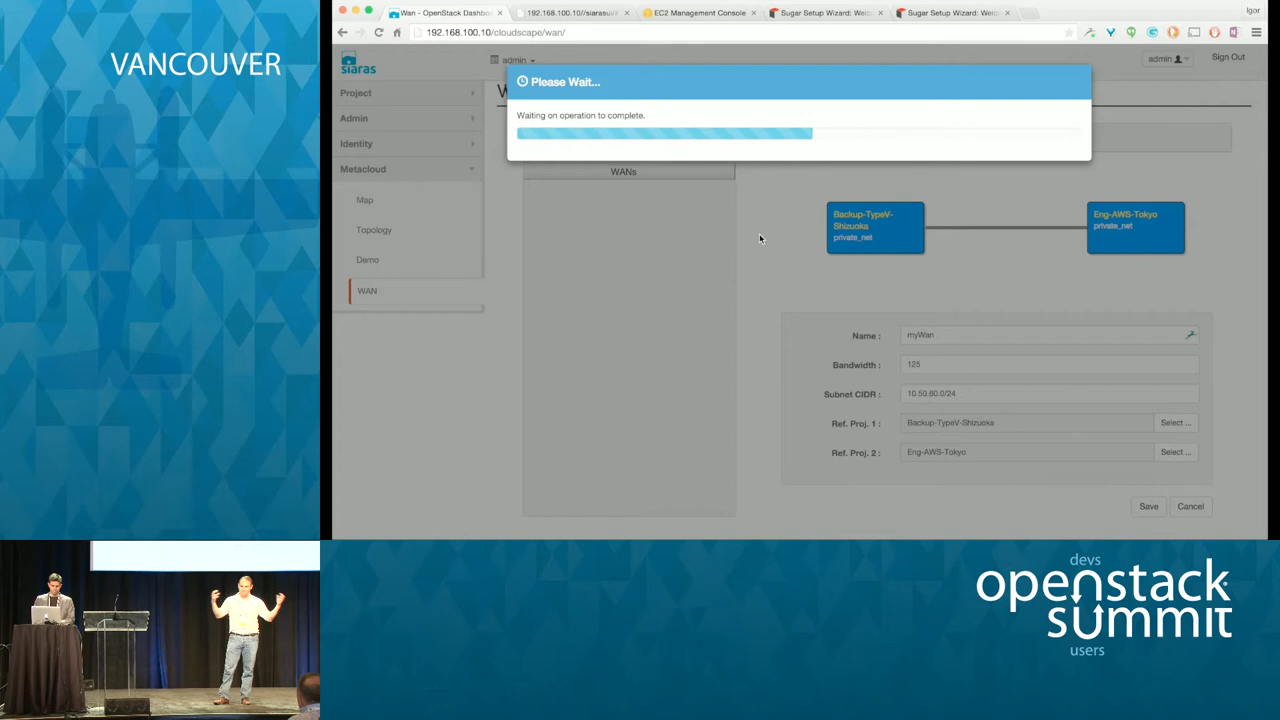 VANCOUVER
Wan - OpenStack Dashbo
192.168.100.10//siarasui/
EC2 Management Console
Sugar Setup Wizard: Welc
Sugar Setup Wizard: Welc
Igor
192.168.100.10/cloudscape/wan/
siaras
admin
admin
Sign Out
Project
Admin
Identity
Metacloud
Map
Topology
Demo
WAN
W
Please Wait...
Waiting on operation to complete.
WANs
Backup-TypeV-
Shizuoka
private_net
Eng-AWS-Tokyo
private_net
Name :
myWan
Bandwidth :
125
Subnet CIDR :
10.50.60.0/24
Ref. Proj. 1 :
Backup-TypeV-Shizuoka
Select ...
Ref. Proj. 2 :
Eng-AWS-Tokyo
Select ...
Save
Cancel
devs
openstack
summit
users